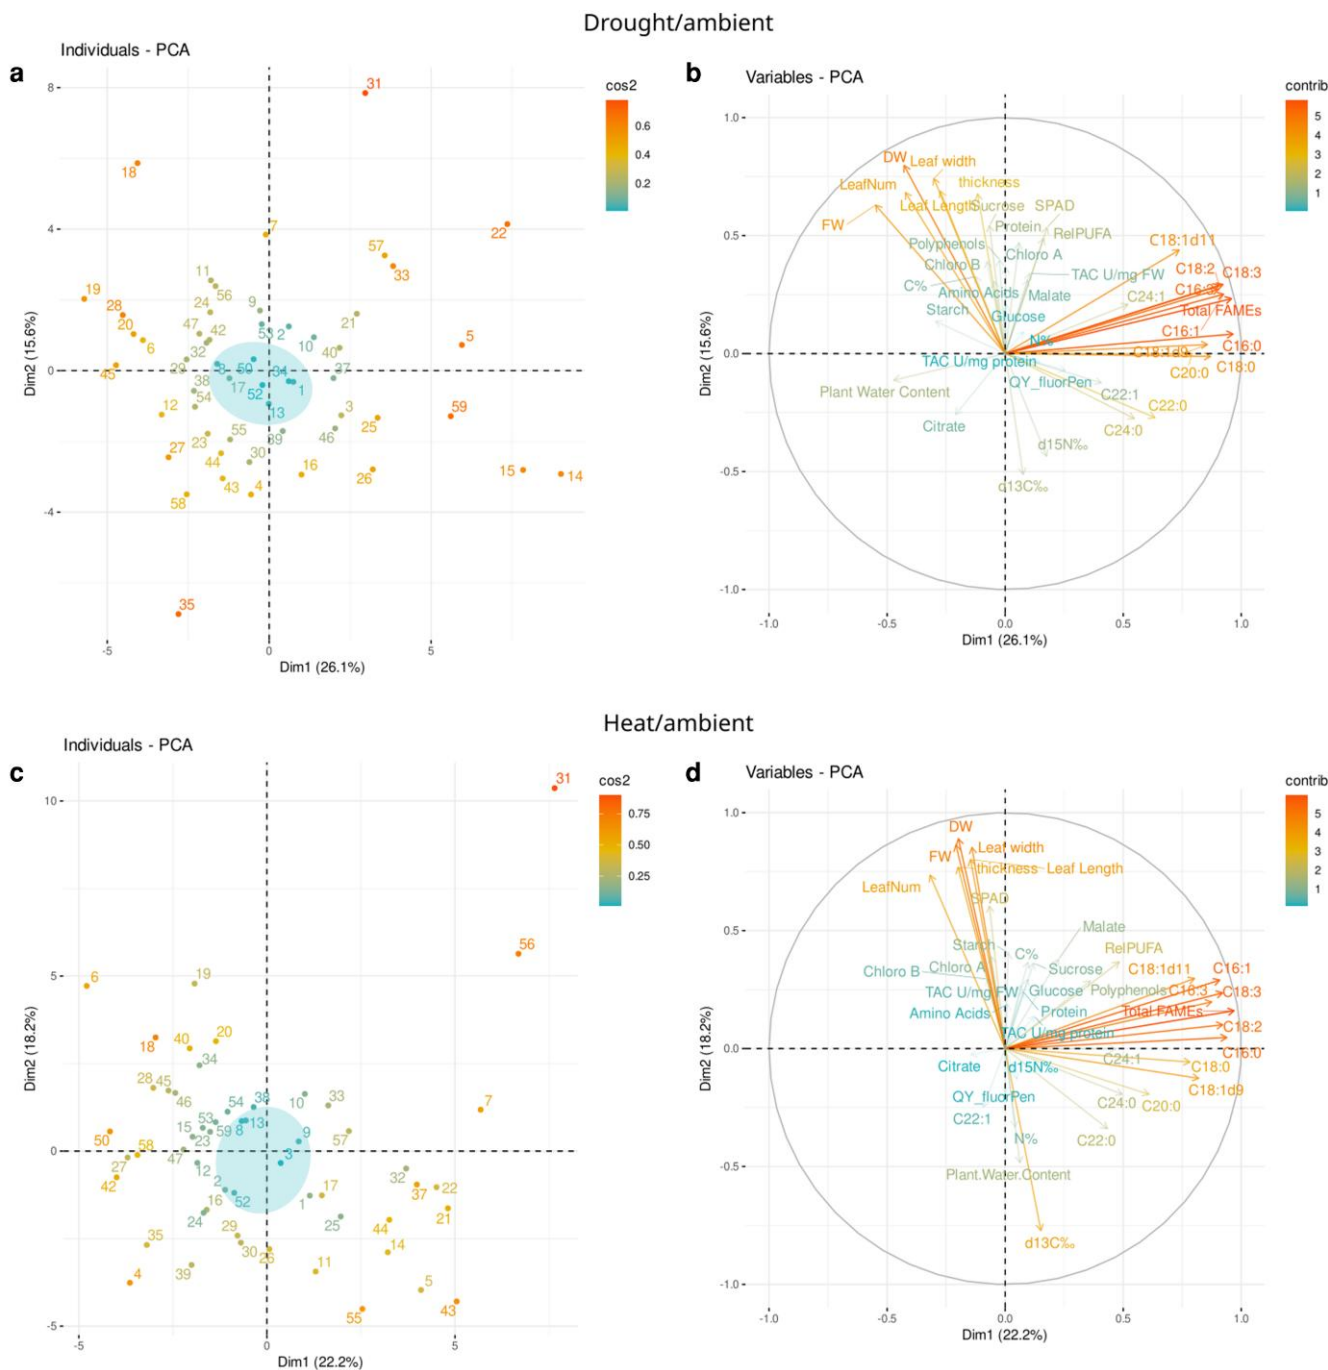 Drought/ambient
a
Individuals - PCA
cos2
0.6
0.4
0.2
8
4
0
-4
-5
0
5
Dim2 (15.6%)
Dim1 (26.1%)
31
18
22
7
57
33
11
56
19
24
9
28
21
20
47
42
53
2
10
5
6
32
40
45
29
8
50
34
37
38
17
52
1
54
13
12
3
59
55
39
46
25
23
27
44
30
16
26
15
14
58
43
4
35
b
Variables - PCA
contrib
5
4
3
2
1
1.0
0.5
0.0
-0.5
-1.0
-1.0
-0.5
0.0
0.5
1.0
Dim2 (15.6%)
Dim1 (26.1%)
DW
Leaf width
LeafNum
thickness
Leaf Length
Sucrose
SPAD
FW
Protein
RelPUFA
C18:1d11
Polyphenols
Chloro A
Chloro B
TAC U/mg FW
C18:2
C18:3
C%
Amino Acids
Malate
C24:1
C16:3
Starch
Glucose
Total FAMEs
N%
C16:1
C16:0
C18:1d9
TAC U/mg protein
C18:0
C20:0
QY_fluorPen
Plant Water Content
C22:1
C22:0
Citrate
C24:0
d15N‰
d13C‰
Heat/ambient
c
Individuals - PCA
cos2
0.75
0.50
0.25
10
5
0
-5
-5
0
5
Dim2 (18.2%)
Dim1 (22.2%)
31
56
6
19
18
40
20
34
7
28
45
46
54
38
10
33
15
53
8
13
50
59
9
57
58
23
47
3
27
12
32
42
2
52
37
22
16
1
17
21
24
25
44
35
29
30
26
14
39
11
4
5
55
43
d
Variables - PCA
contrib
5
4
3
2
1
1.0
0.5
0.0
-0.5
-1.0
-1.0
-0.5
0.0
0.5
1.0
Dim2 (18.2%)
Dim1 (22.2%)
DW
FW
Leaf width
thickness
Leaf Length
LeafNum
SPAD
Malate
Starch
C%
RelPUFA
Chloro B
Chloro A
Sucrose
C18:1d11
C16:1
TAC U/mg FW
Glucose
Polyphenols
C16:3
C18:3
Amino Acids
Protein
Total FAMEs
TAC U/mg protein
C18:2
C16:0
Citrate
d15N‰
C24:1
C18:0
C18:1d9
QY_fluorPen
C24:0
C20:0
C22:1
N%
C22:0
Plant.Water.Content
d13C‰